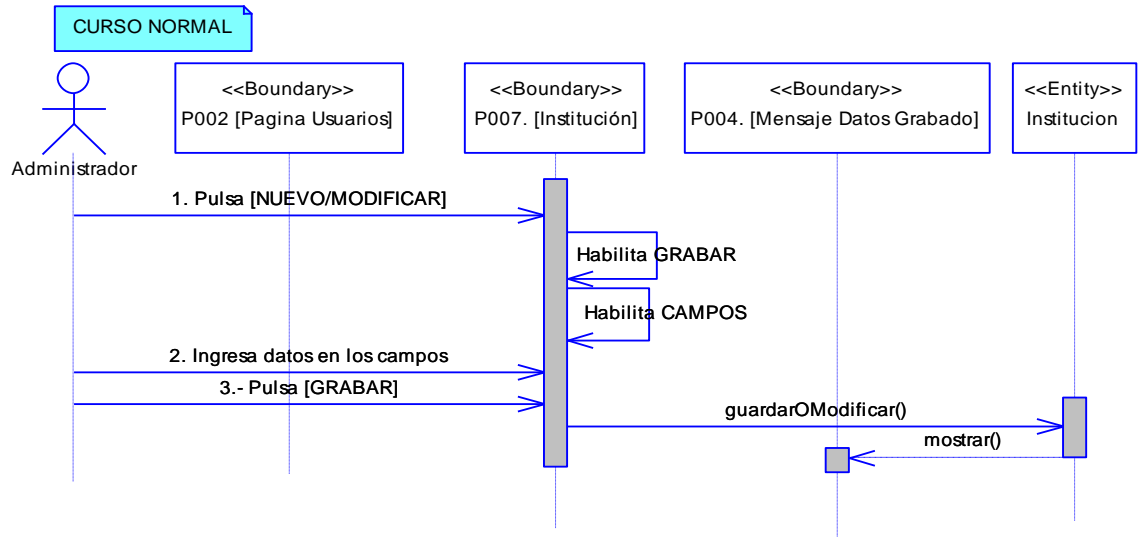 CURSO NORMAL
<<Boundary>>
P002 [Pagina Usuarios]
<<Boundary>>
P007. [Institución]
<<Boundary>>
P004. [Mensaje Datos Grabado]
<<Entity>>
Institucion
Administrador
1. Pulsa [NUEVO/MODIFICAR]
Habilita GRABAR
Habilita CAMPOS
2. Ingresa datos en los campos
3.- Pulsa [GRABAR]
guardarOModificar()
mostrar()